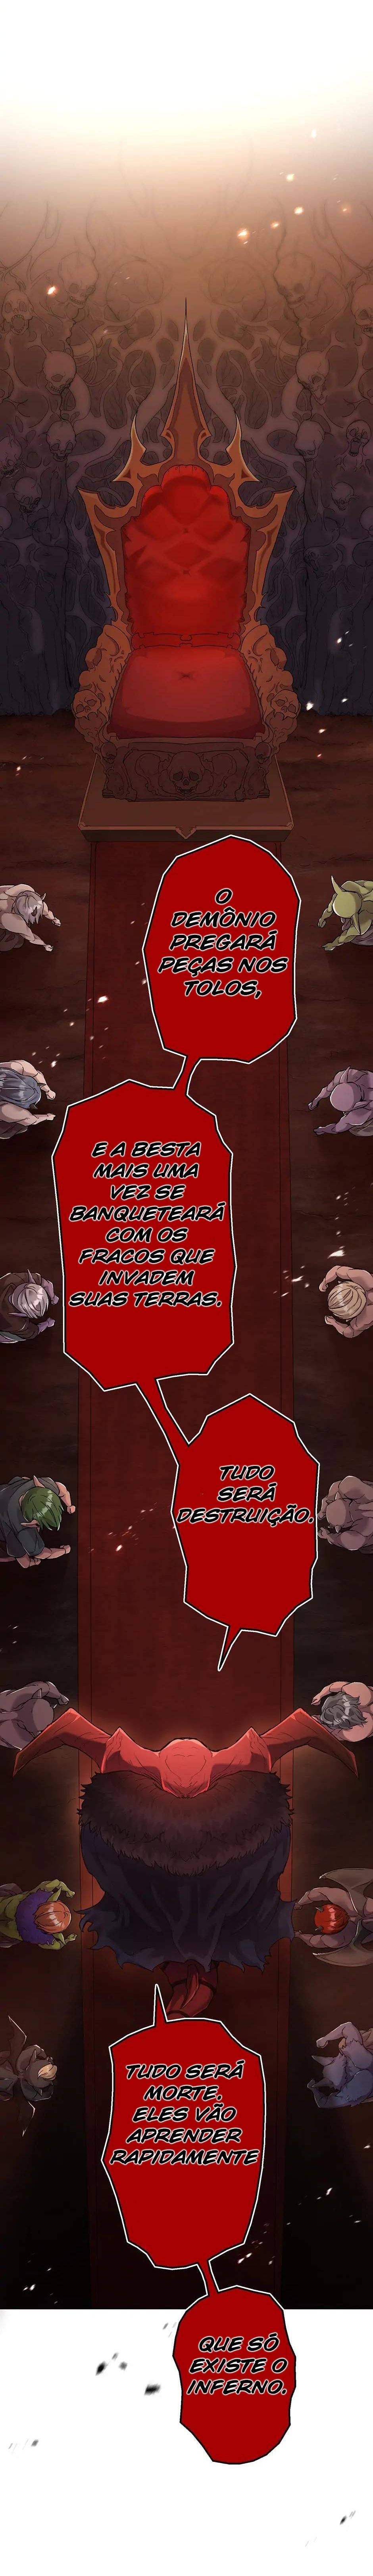 O
DEMÔNIO
PREGARÁ
PEÇAS NOS
TOLOS,
E A BESTA
MAIS UMA
VEZ SE
BANQUETEARÁ
COM OS
FRACOS QUE
INVADEM
SUAS TERRAS.
TUDO
SERÁ
DESTRUIÇÃO.
TUDO SERÁ
MORTE.
ELES VÃO
APRENDER
RAPIDAMENTE
QUE SÓ
EXISTE O
INFERNO.